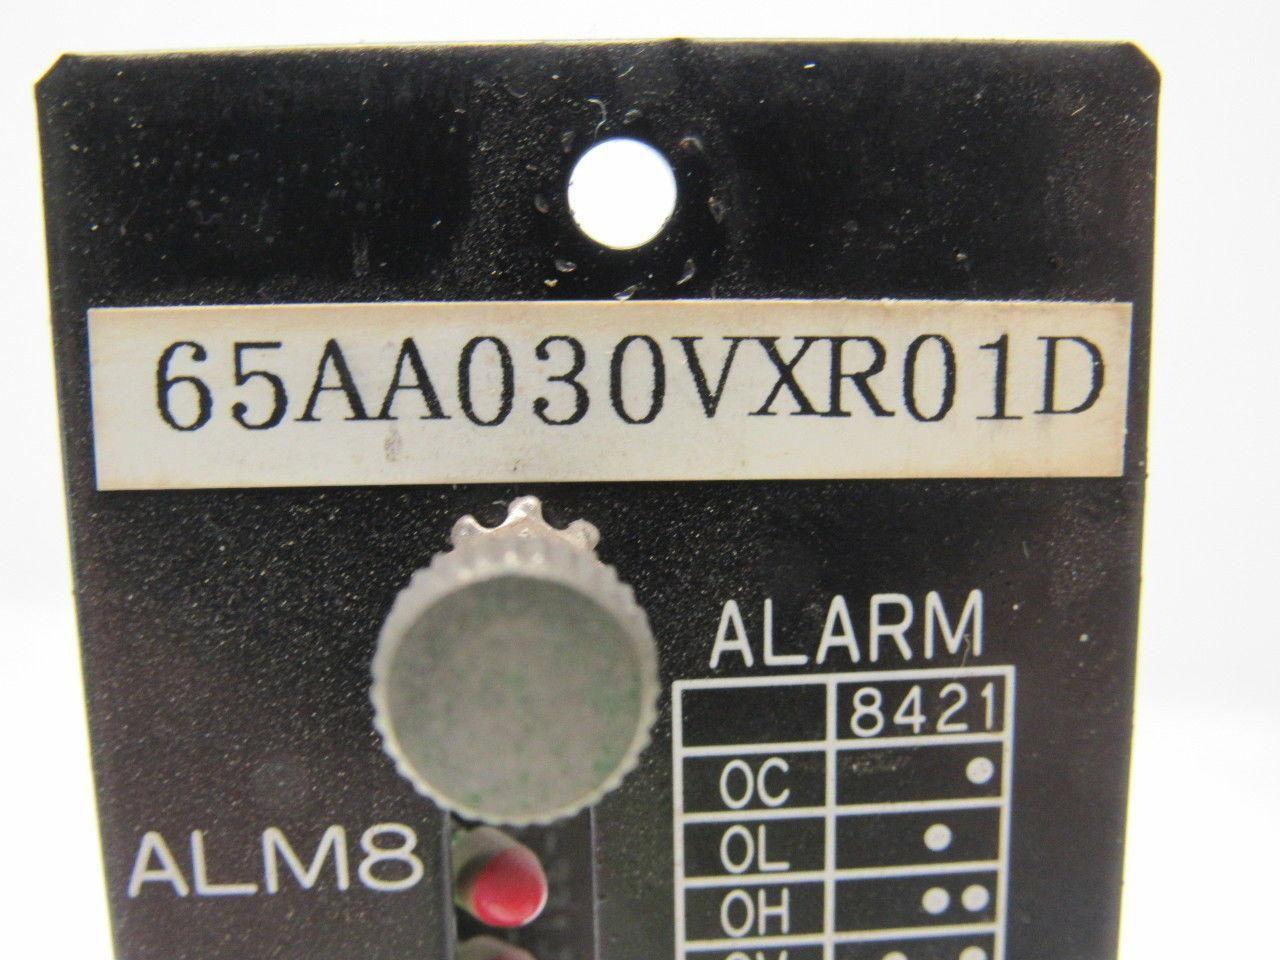 65AA030VXR01D
ALARM
8421
OC
OL
OH
ALM8